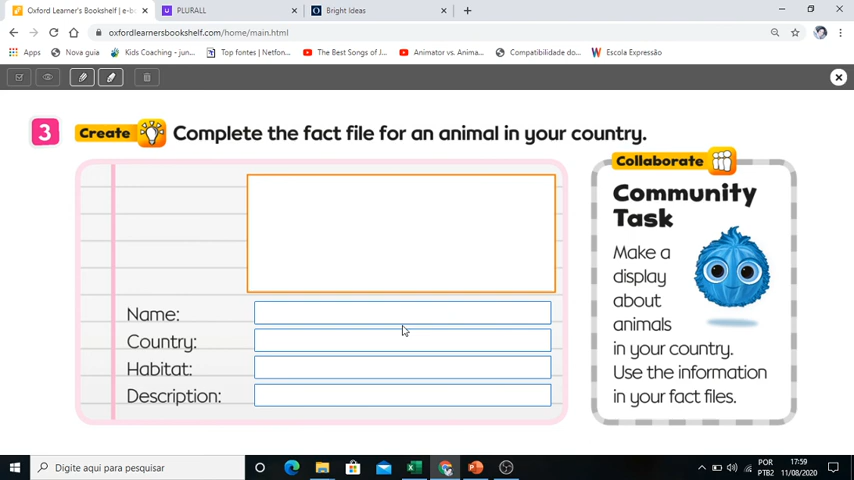 Oxford Learner's Bookshelf | e-b
PLURALL
Bright Ideas
oxfordlearnersbookshelf.com/home/main.html
Apps
Nova guia
Kids Coaching - jun...
Top fontes | Netfon...
The Best Songs of J...
Animator vs. Anima...
Compatibilidade do...
Escola Expressão
3
Create
Complete the fact file for an animal in your country.
Name:
Country:
Habitat:
Description:
Collaborate
Community
Task
Make a
display
about
animals
in your country.
Use the information
in your fact files.
Digite aqui para pesquisar
POR
PTB2
17:59
11/08/2020